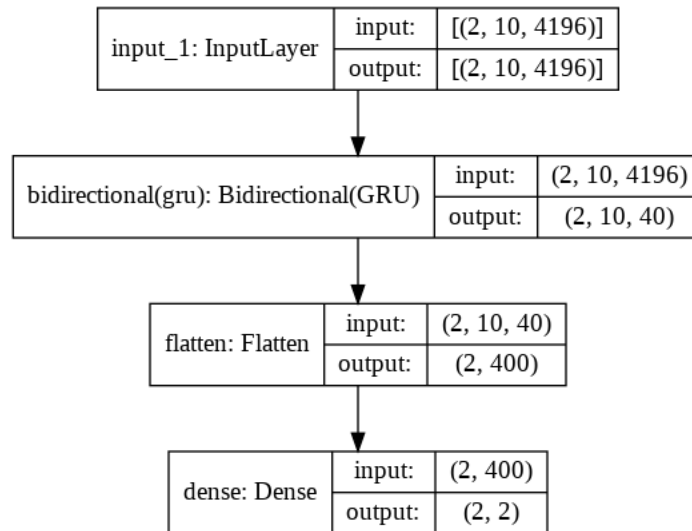 input_1: InputLayer
input: [(2, 10, 4196)]
output: [(2, 10, 4196)]
bidirectional(gru): Bidirectional(GRU)
input: (2, 10, 4196)
output: (2, 10, 40)
flatten: Flatten
input: (2, 10, 40)
output: (2, 400)
dense: Dense
input: (2, 400)
output: (2, 2)